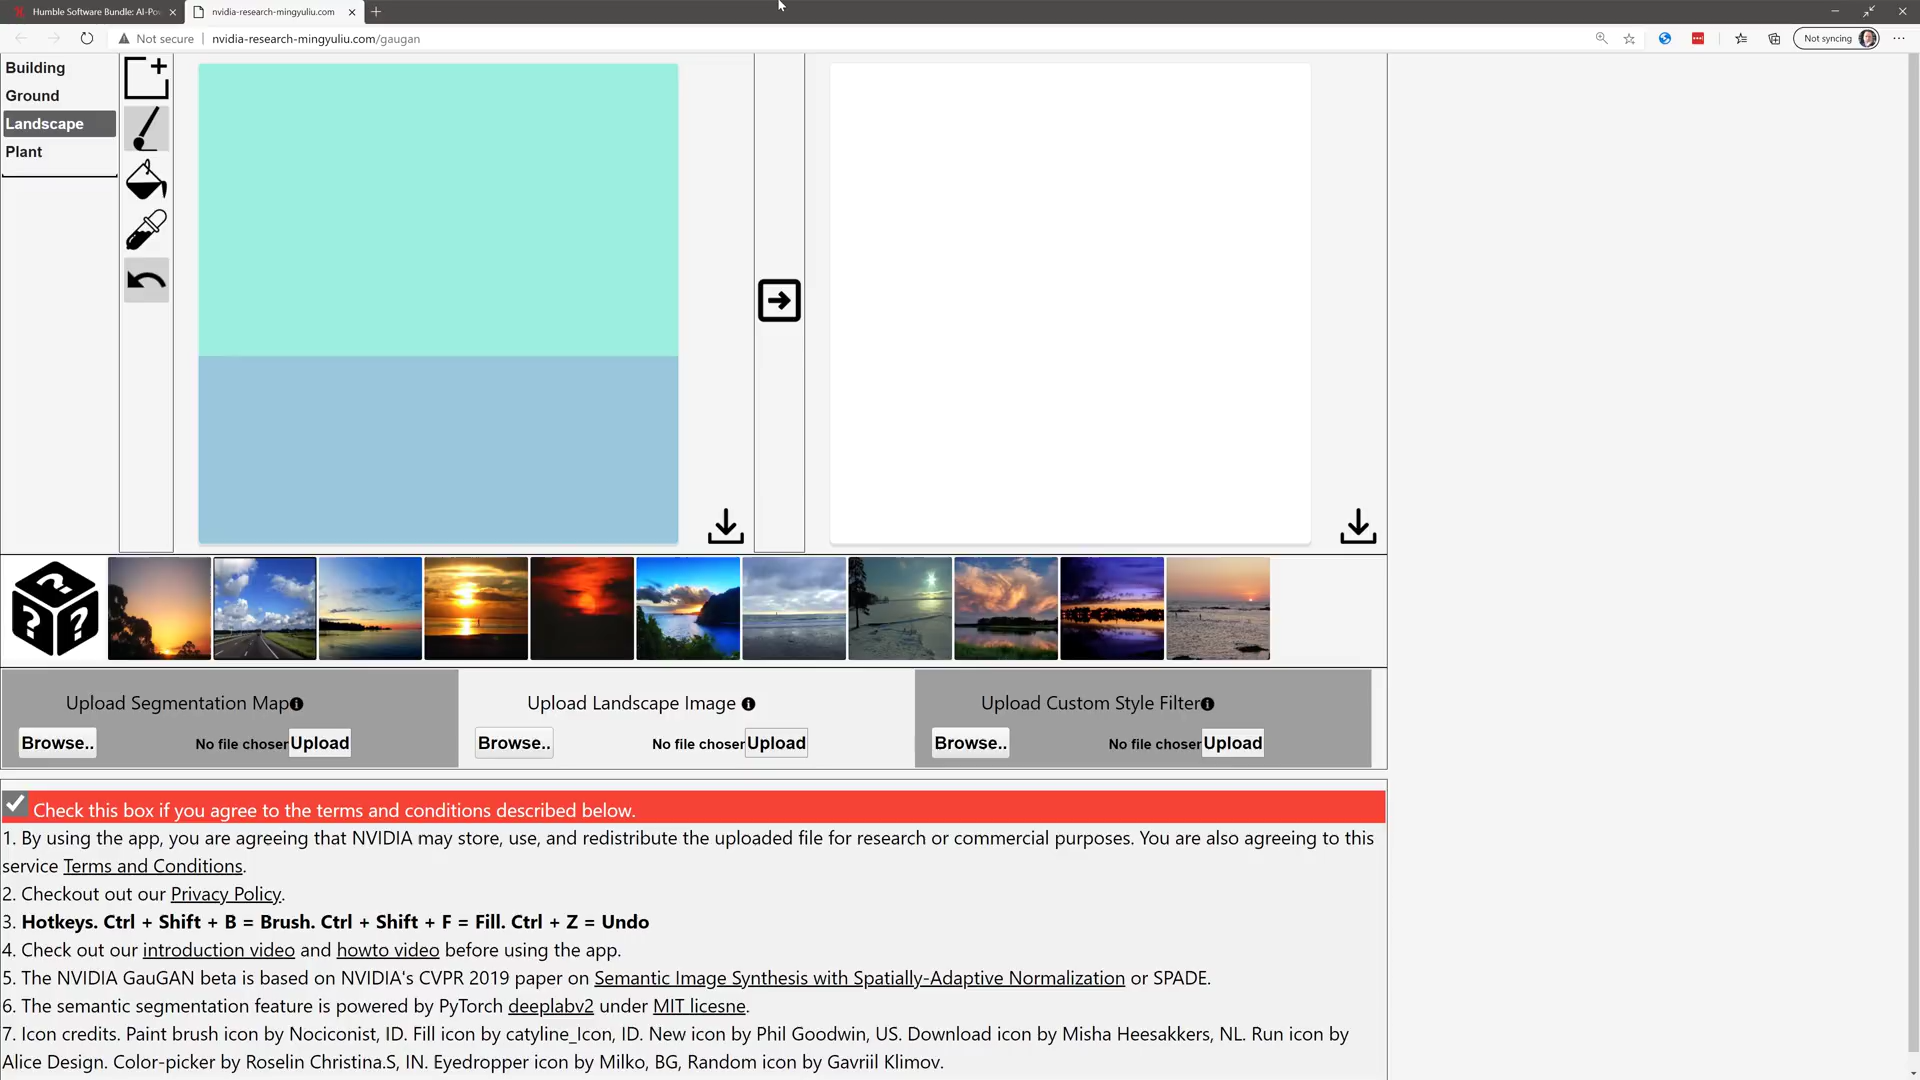 Humble Software Bundle: AI-Po
nvidia-research-mingyuliu.com
Not secure
nvidia-research-mingyuliu.com/gaugan
Not syncing
Building
Ground
Landscape
Plant
Upload Segmentation Map
Browse..
No file choser
Upload
Upload Landscape Image
Browse..
No file choser
Upload
Upload Custom Style Filter
Browse..
No file choser
Upload
Check this box if you agree to the terms and conditions described below.
1. By using the app, you are agreeing that NVIDIA may store, use, and redistribute the uploaded file for research or commercial purposes. You are also agreeing to this
service Terms and Conditions.
2. Checkout out our Privacy Policy.
3. Hotkeys. Ctrl + Shift + B = Brush. Ctrl + Shift + F = Fill. Ctrl + Z = Undo
4. Check out our introduction video and howto video before using the app.
5. The NVIDIA GauGAN beta is based on NVIDIA's CVPR 2019 paper on Semantic Image Synthesis with Spatially-Adaptive Normalization or SPADE.
6. The semantic segmentation feature is powered by PyTorch deeplabv2 under MIT licesne.
7. Icon credits. Paint brush icon by Nociconist, ID. Fill icon by catyline_Icon, ID. New icon by Phil Goodwin, US. Download icon by Misha Heesakkers, NL. Run icon by
Alice Design. Color-picker by Roselin Christina.S, IN. Eyedropper icon by Milko, BG, Random icon by Gavriil Klimov.